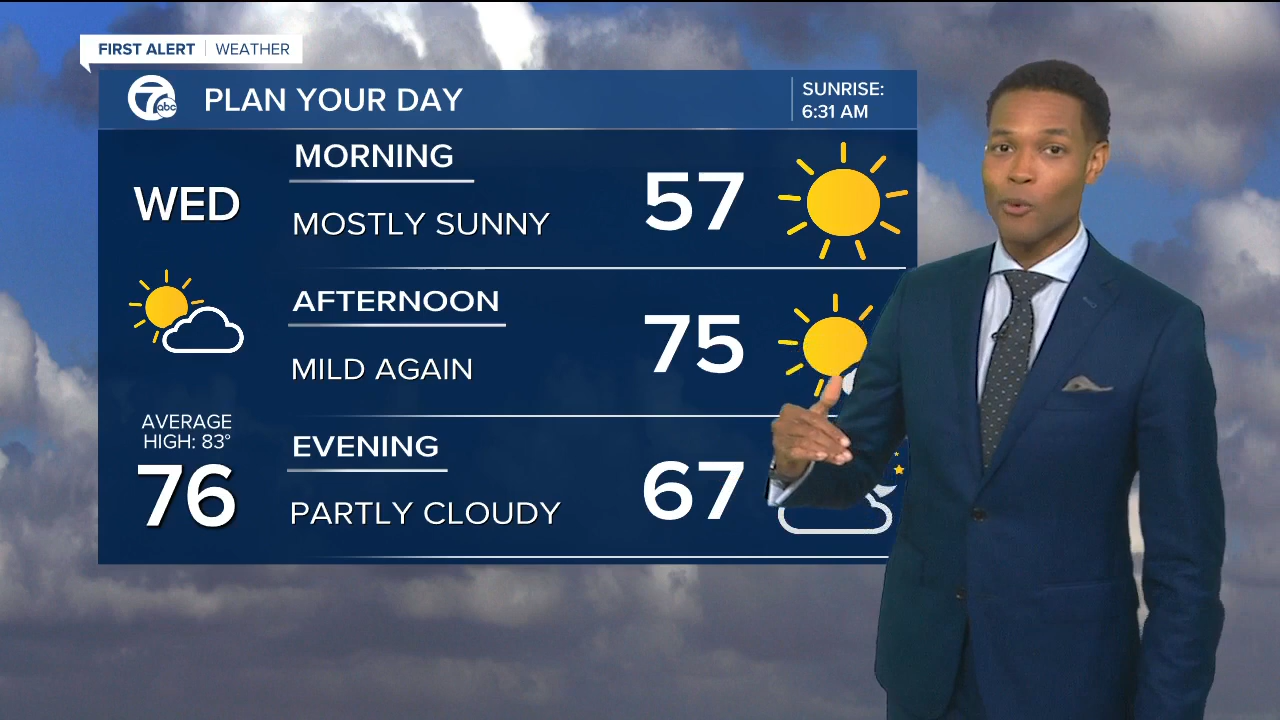 FIRST ALERT | WEATHER
7 abc
PLAN YOUR DAY
SUNRISE:
6:31 AM
WED
MORNING
MOSTLY SUNNY
57
AFTERNOON
MILD AGAIN
75
AVERAGE
HIGH: 83°
76
EVENING
PARTLY CLOUDY
67